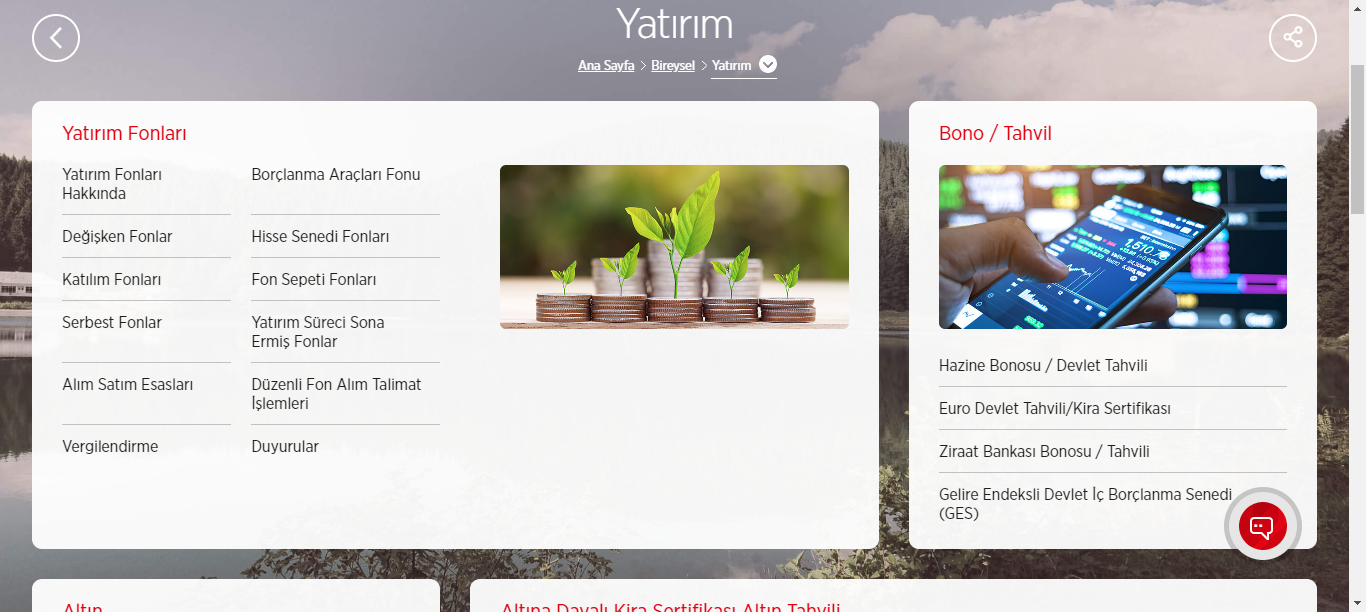 Yatırım
Ana Sayfa > Bireysel > Yatırım
Yatırım Fonları
Yatırım Fonları
Hakkında
Değişken Fonlar
Katılım Fonları
Serbest Fonlar
Alım Satım Esasları
Vergilendirme
Borçlanma Araçları Fonu
Hisse Senedi Fonları
Fon Sepeti Fonları
Yatırım Süreci Sona
Ermiş Fonlar
Düzenli Fon Alım Talimat
İşlemleri
Duyurular
Bono / Tahvil
Hazine Bonosu / Devlet Tahvili
Euro Devlet Tahvili/Kira Sertifikası
Ziraat Bankası Bonosu / Tahvili
Gelire Endeksli Devlet İç Borçlanma Senedi
(GES)
Altın
Altına Dayalı Kira Sertifikası Altın Tahvili